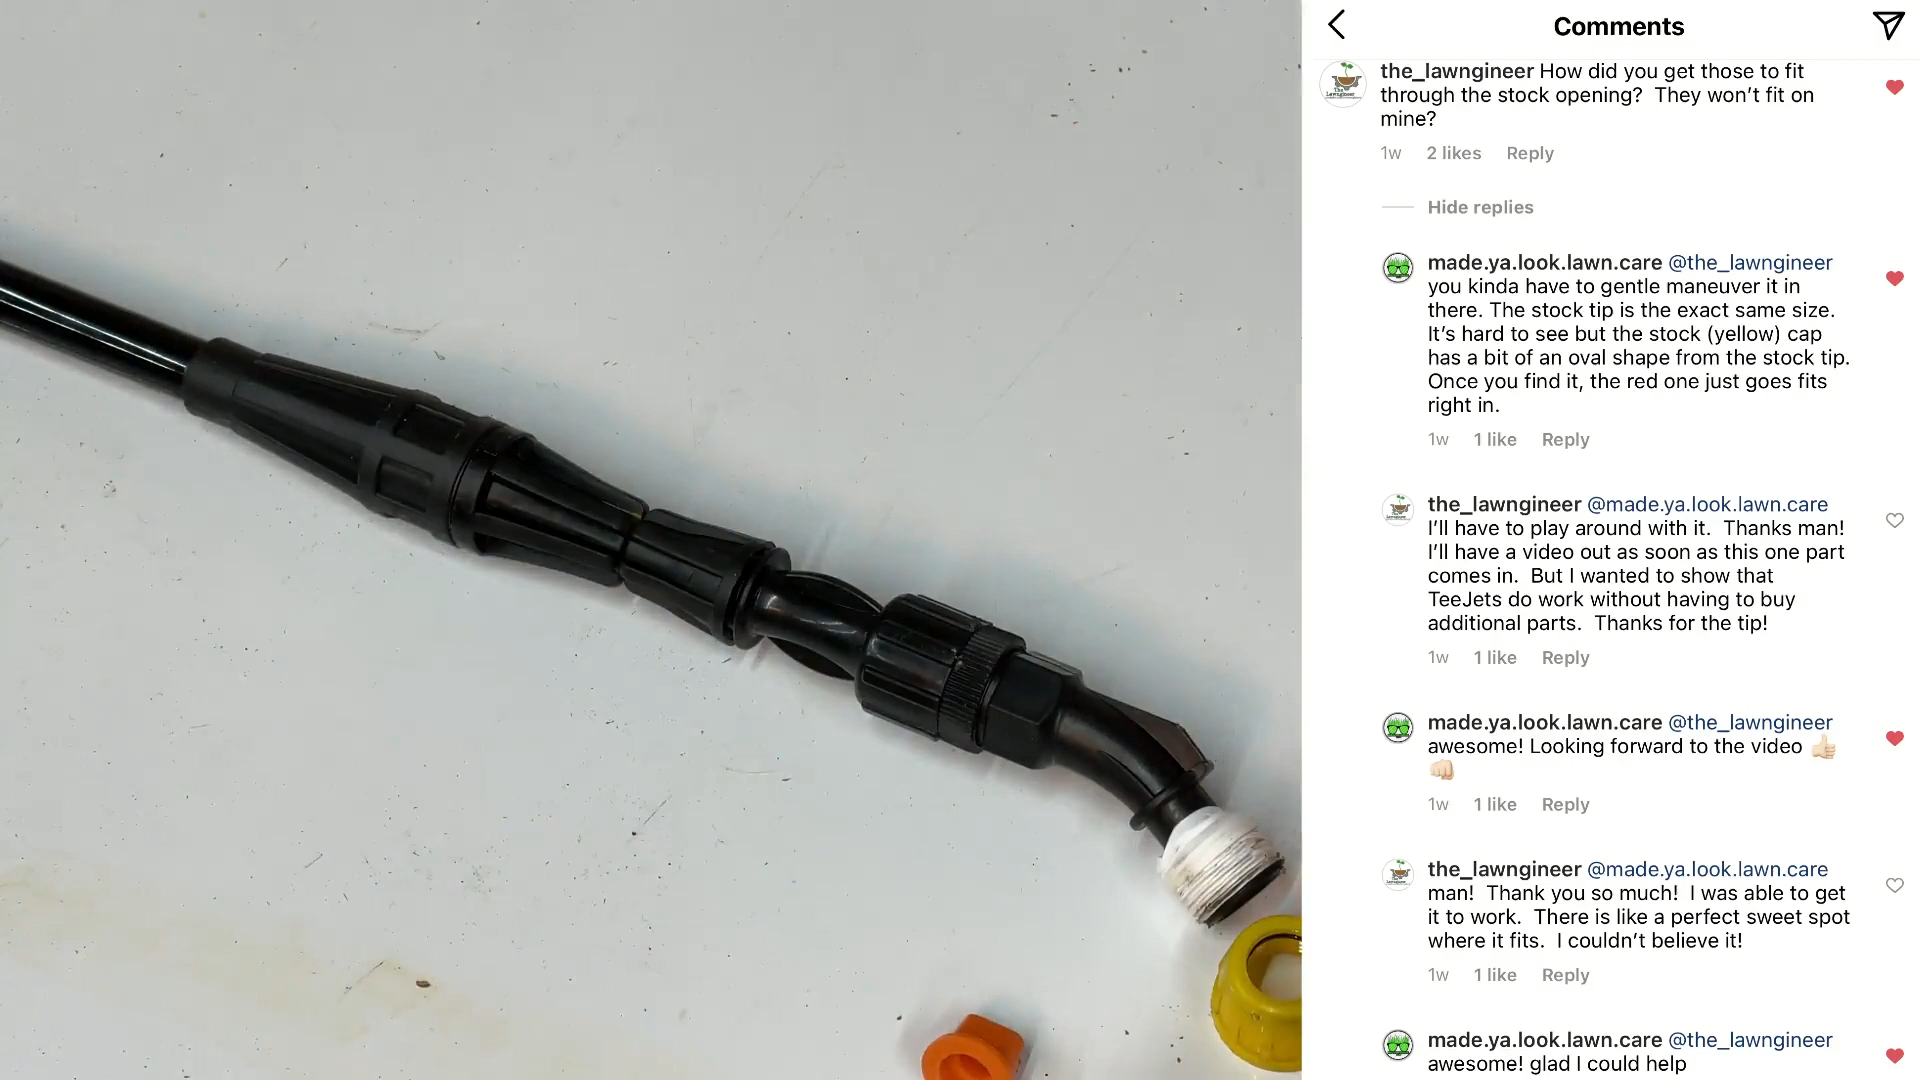 Comments
the_lawngineer How did you get those to fit
through the stock opening?  They won’t fit on
mine?
1w 2 likes Reply
Hide replies
made.ya.look.lawn.care @the_lawngineer
you kinda have to gentle maneuver it in
there. The stock tip is the exact same size.
It’s hard to see but the stock (yellow) cap
has a bit of an oval shape from the stock tip.
Once you find it, the red one just goes fits
right in.
1w 1 like Reply
the_lawngineer @made.ya.look.lawn.care
I’ll have to play around with it.  Thanks man!
I’ll have a video out as soon as this one part
comes in.  But I wanted to show that
TeeJets do work without having to buy
additional parts.  Thanks for the tip!
1w 1 like Reply
made.ya.look.lawn.care @the_lawngineer
awesome! Looking forward to the video 👍🏻
👊🏻
1w 1 like Reply
the_lawngineer @made.ya.look.lawn.care
man!  Thank you so much!  I was able to get
it to work.  There is like a perfect sweet spot
where it fits.  I couldn’t believe it!
1w 1 like Reply
made.ya.look.lawn.care @the_lawngineer
awesome! glad I could help